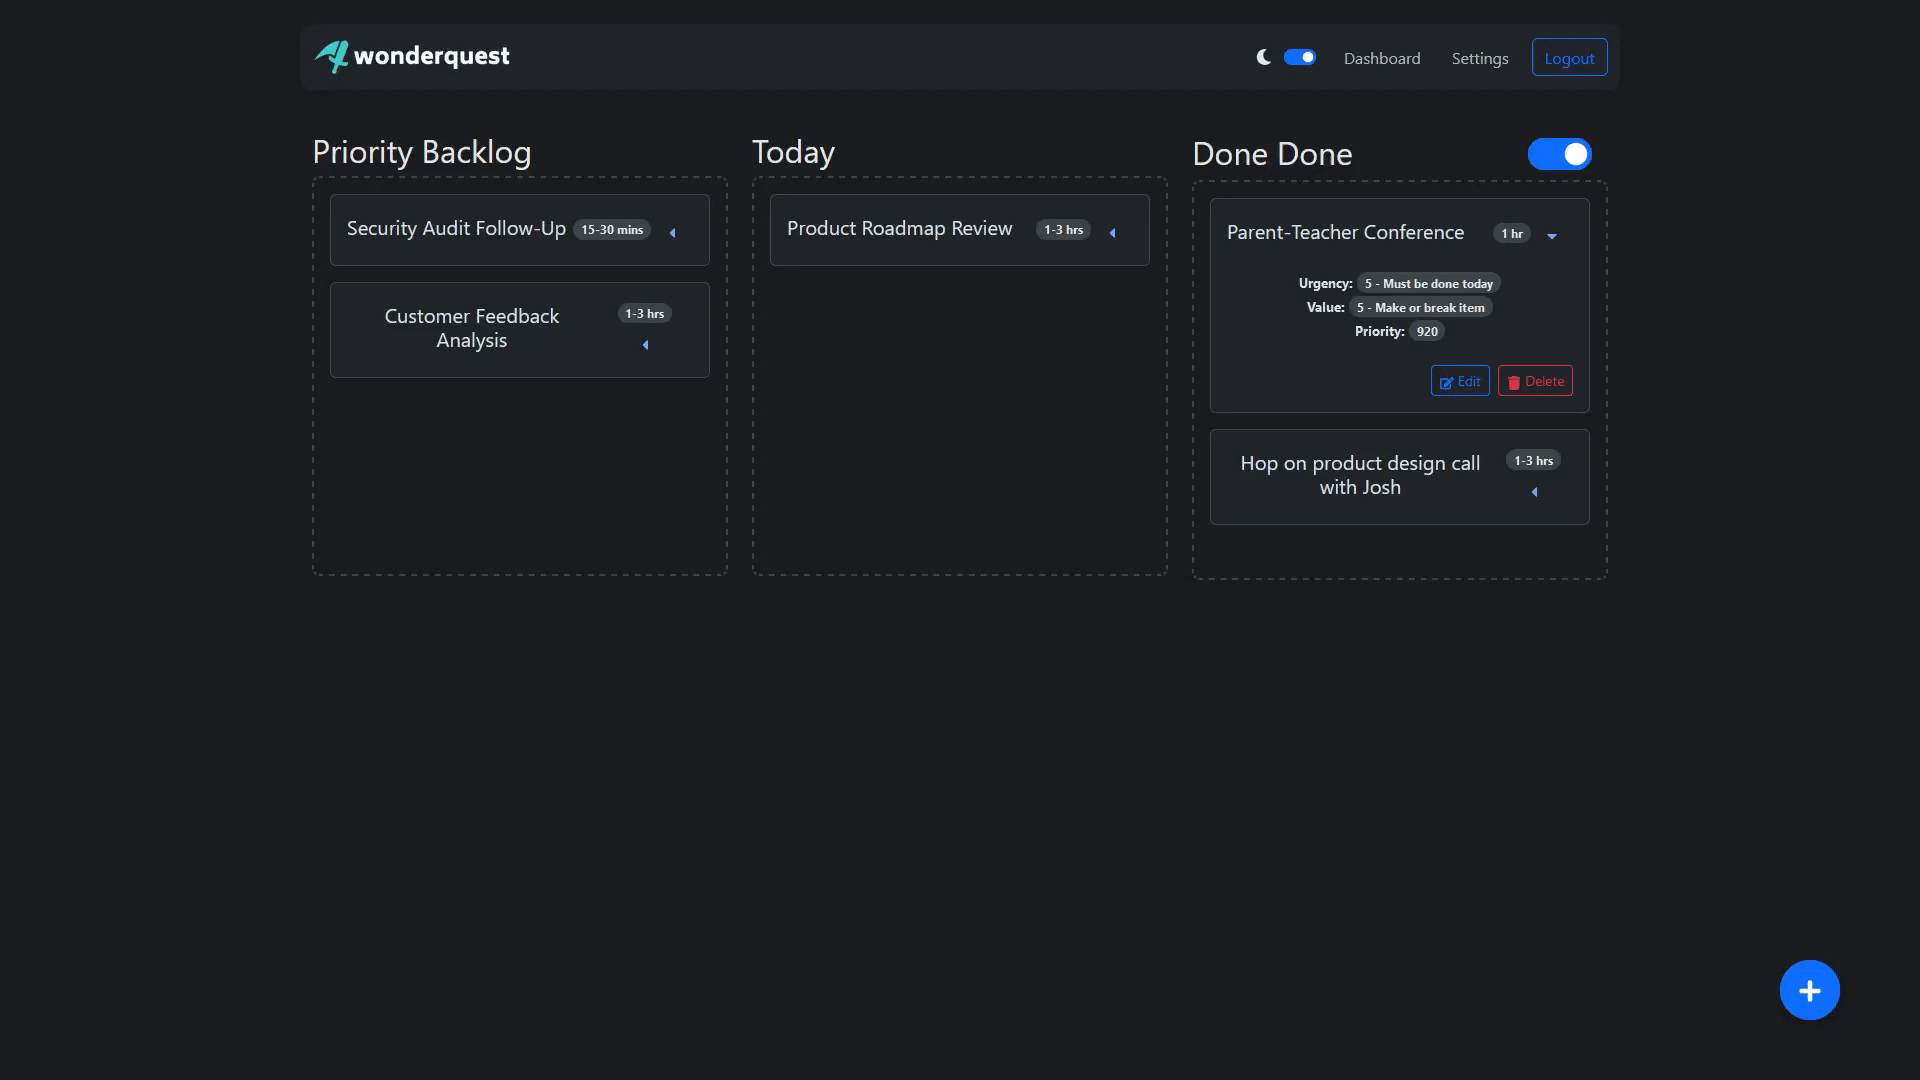 wonderquest
Dashboard
Settings
Logout
Priority Backlog
Security Audit Follow-Up 15-30 mins
Customer Feedback
Analysis
1-3 hrs
Today
Product Roadmap Review 1-3 hrs
Done Done
Parent-Teacher Conference 1 hr
Urgency: 5 - Must be done today
Value: 5 - Make or break item
Priority: 920
Edit
Delete
Hop on product design call
with Josh
1-3 hrs